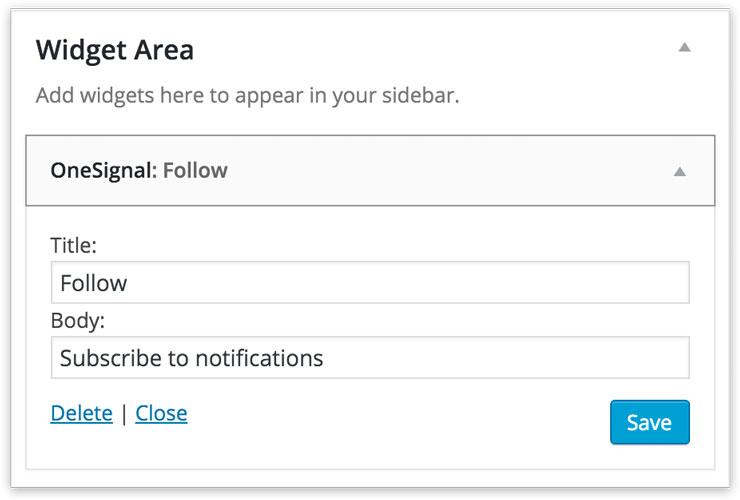 Widget Area
Add widgets here to appear in your sidebar.
OneSignal: Follow
Title:
Follow
Body:
Subscribe to notifications
Delete | Close
Save